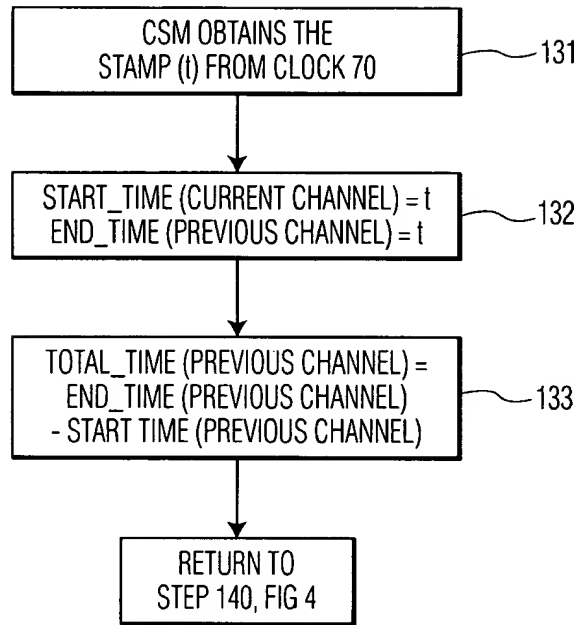 CSM OBTAINS THE
STAMP (t) FROM CLOCK 70
131
START_TIME (CURRENT CHANNEL) = t
END_TIME (PREVIOUS CHANNEL) = t
132
TOTAL_TIME (PREVIOUS CHANNEL) =
END_TIME (PREVIOUS CHANNEL)
- START TIME (PREVIOUS CHANNEL)
133
RETURN TO
STEP 140, FIG 4